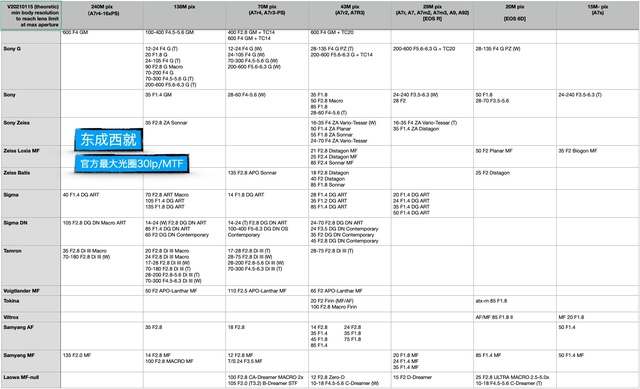 V20210115 (theoretic)
min body resolution
to reach lens limit
at max aperture
240M pix
(A7r4-16xPS)
138M pix
70M pix
(A7r4, A7r3-PS)
43M pix
(A7r2, A7R3)
29M pix
(A7r, A7, A7m2, A7m3, A9, A92)
[EOS R]
20M pix
[EOS 6D]
15M- pix
(A7s)
600 F4 GM
100-400 F4.5-5.6 GM
400 F2.8 GM + TC14
600 F4 GM + TC14
600 F4 GM + TC20
Sony G
12-24 F4 G (T)
20 F1.8 G
24-105 F4 G (T)
90 F2.8 G Macro
70-200 F4 G
70-300 F4.5-5.6 G (T)
200-600 F5.6-6.3 G (T)
12-24 F4 G (W)
24-105 F4 G (W)
70-300 F4.5-5.6 G (W)
200-600 F5.6-6.3 G (W)
28-135 F4 G PZ (T)
200-600 F5.6-6.3 G + TC14
200-600 F5.6-6.3 G + TC20
28-135 F4 G PZ (W)
Sony
35 F1.4 GM
28-60 F4-5.6 (W)
35 F1.8
50 F2.8 Macro
85 F1.8
28-60 F4-5.6 (T)
24-240 F3.5-6.3 (W)
28 F2
50 F1.8
28-70 F3.5-5.6
24-240 F3.5-6.3 (T)
Sony Zeiss
35 F2.8 ZA Sonnar
16-35 F4 ZA Vario-Tessar (W)
50 F1.4 ZA Planar
55 F1.8 ZA Sonnar
24-70 F4 ZA Vario-Tessar
16-35 F4 ZA Vario-Tessar (T)
35 F1.4 ZA Distagon
东成西就
官方最大光圈30lp/MTF
Zeiss Loxia MF
21 F2.8 Distagon MF
25 F2.4 Distagon MF
85 F2.4 Sonnar MF
50 F2 Planar MF
35 F2 Biogon MF
Zeiss Batis
135 F2.8 APO Sonnar
18 F2.8 Distagon
40 F2 Distagon
85 F1.8 Sonnar
25 F2 Distagon
Sigma
40 F1.4 DG ART
70 F2.8 ART Macro
105 F1.4 DG ART
135 F1.8 DG ART
14 F1.8 DG ART
28 F1.4 DG ART
35 F1.2 DG ART
85 F1.4 DG ART
20 F1.4 DG ART
24 F1.4 DG ART
35 F1.4 DG ART
50 F1.4 DG ART
Sigma DN
105 F2.8 DG DN Macro ART
14-24 (W) F2.8 DG DN ART
85 F1.4 DG DN ART
65 F2 DG DN Contemporary
14-24 (T) F2.8 DG DN ART
100-400 F5-6.3 DG DN OS
Contemporary
24-70 F2.8 DG DN ART
24 F3.5 DG DN Contemporary
35 F2 DG DN Contemporary
45 F2.8 DG DN Contemporary
Tamron
35 F2.8 Di III Macro
70-180 F2.8 Di III (W)
20 F2.8 Di III Macro
24 F2.8 Di III Macro
17-28 F2.8 Di III (W)
70-180 F2.8 Di III (T)
28-200 F2.8-5.6 Di III (T)
70-300 F4.5-6.3 Di III (W)
17-28 F2.8 Di III (T)
28-75 F2.8 Di III (W)
28-200 F2.8-5.6 Di III (W)
70-300 F4.5-6.3 Di III (T)
28-75 F2.8 Di III (T)
Voigtlander MF
50 F2 APO-Lanthar MF
110 F2.5 APO-Lanthar MF
65 F2 APO-Lanthar MF
Tokina
20 F2 Firin (MF/AF)
100 F2.8 Macro Firin
atx-m 85 F1.8
Viltrox
AF/MF 85 F1.8 II
MF 20 F1.8
Samyang AF
35 F2.8
18 F2.8
14 F2.8 24 F2.8
35 F1.4 35 F1.8
45 F1.8 75 F1.8
85 F1.4
50 F1.4
Samyang MF
135 F2.0 MF
14 F2.8 MF
100 F2.8 MACRO MF
12 F2.8 MF
T/S 24 F3.5 MF
20 F1.8 MF
24 F1.4 MF
35 F1.4 MF
85 F1.4 MF
50 F1.4 MF
Laowa MF-null
100 F2.8 CA-Dreamer MACRO 2x
105 F2.0 (T3.2) B-Dreamer STF
12 F2.8 Zero-D
10-18 F4.5-5.6 C-Dreamer (W)
15 F2 D-Dreamer
25 F2.8 ULTRA MACRO 2.5-5.0x
10-18 F4.5-5.6 C-Dreamer (T)